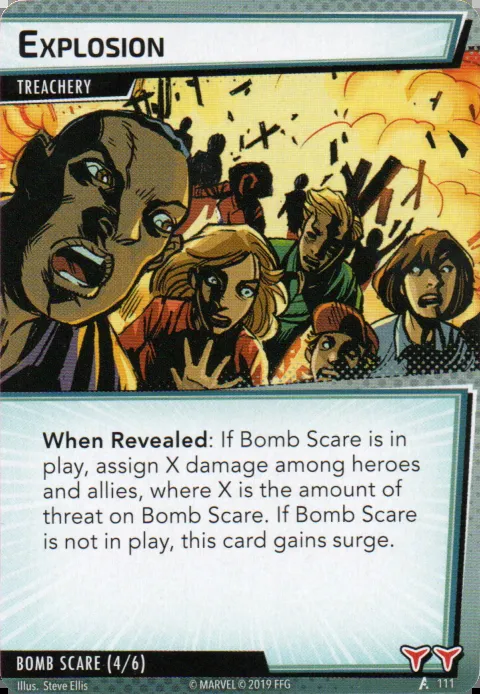 EXPLOSION
TREACHERY
When Revealed: If Bomb Scare is in
play, assign X damage among heroes
and allies, where X is the amount of
threat on Bomb Scare. If Bomb Scare
is not in play, this card gains surge.
BOMB SCARE (4/6)
Illus. Steve Ellis
© MARVEL © 2019 FFG
111